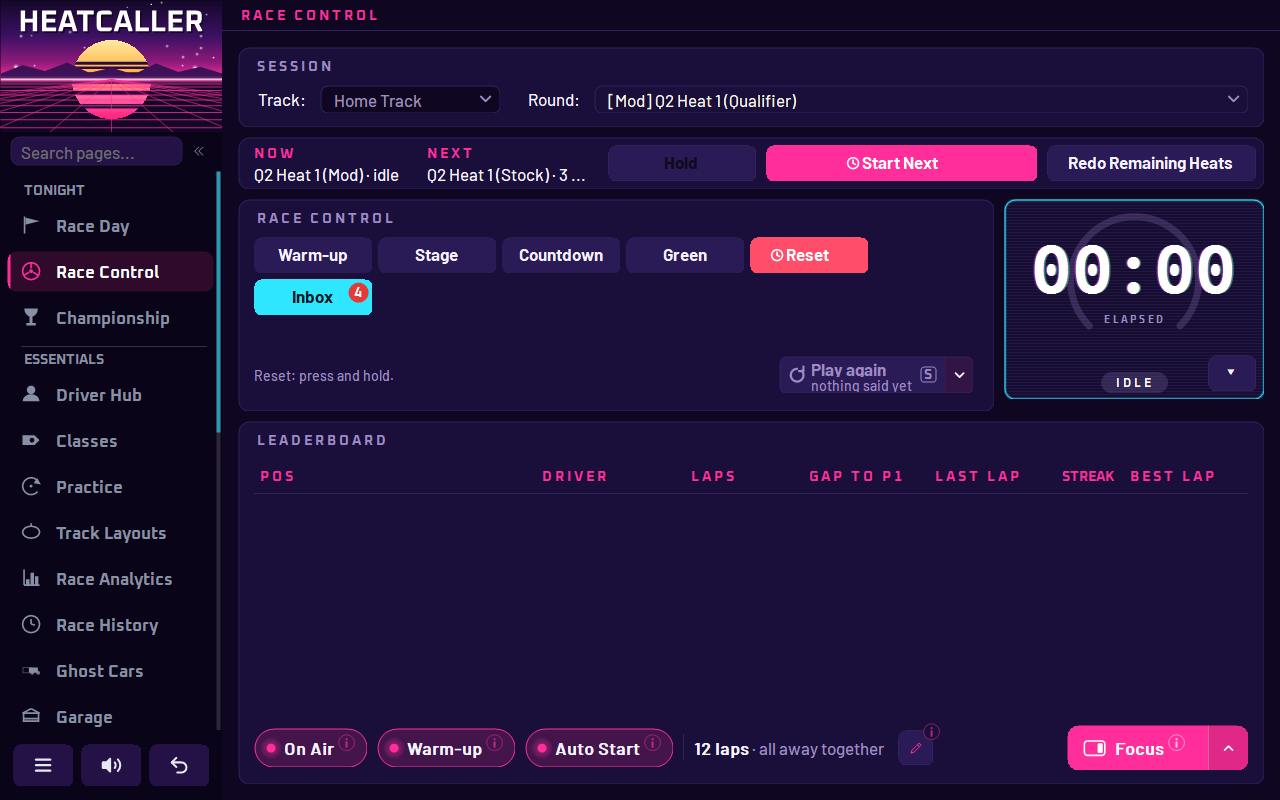 HEATCALLER
Search pages...
TONIGHT
Race Day
Race Control
Championship
ESSENTIALS
Driver Hub
Classes
Practice
Track Layouts
Race Analytics
Race History
Ghost Cars
Garage
RACE CONTROL
SESSION
Track: Home Track Round: [Mod] Q2 Heat 1 (Qualifier)
NOW
Q2 Heat 1 (Mod) · idle
NEXT
Q2 Heat 1 (Stock) · 3 ...
Hold
Start Next
Redo Remaining Heats
RACE CONTROL
Warm-up Stage Countdown Green Reset
Inbox 4
Reset: press and hold.
Play again
nothing said yet
S
00:00
ELAPSED
IDLE
LEADERBOARD
POS DRIVER LAPS GAP TO P1 LAST LAP STREAK BEST LAP
On Air Warm-up Auto Start 12 laps · all away together Focus